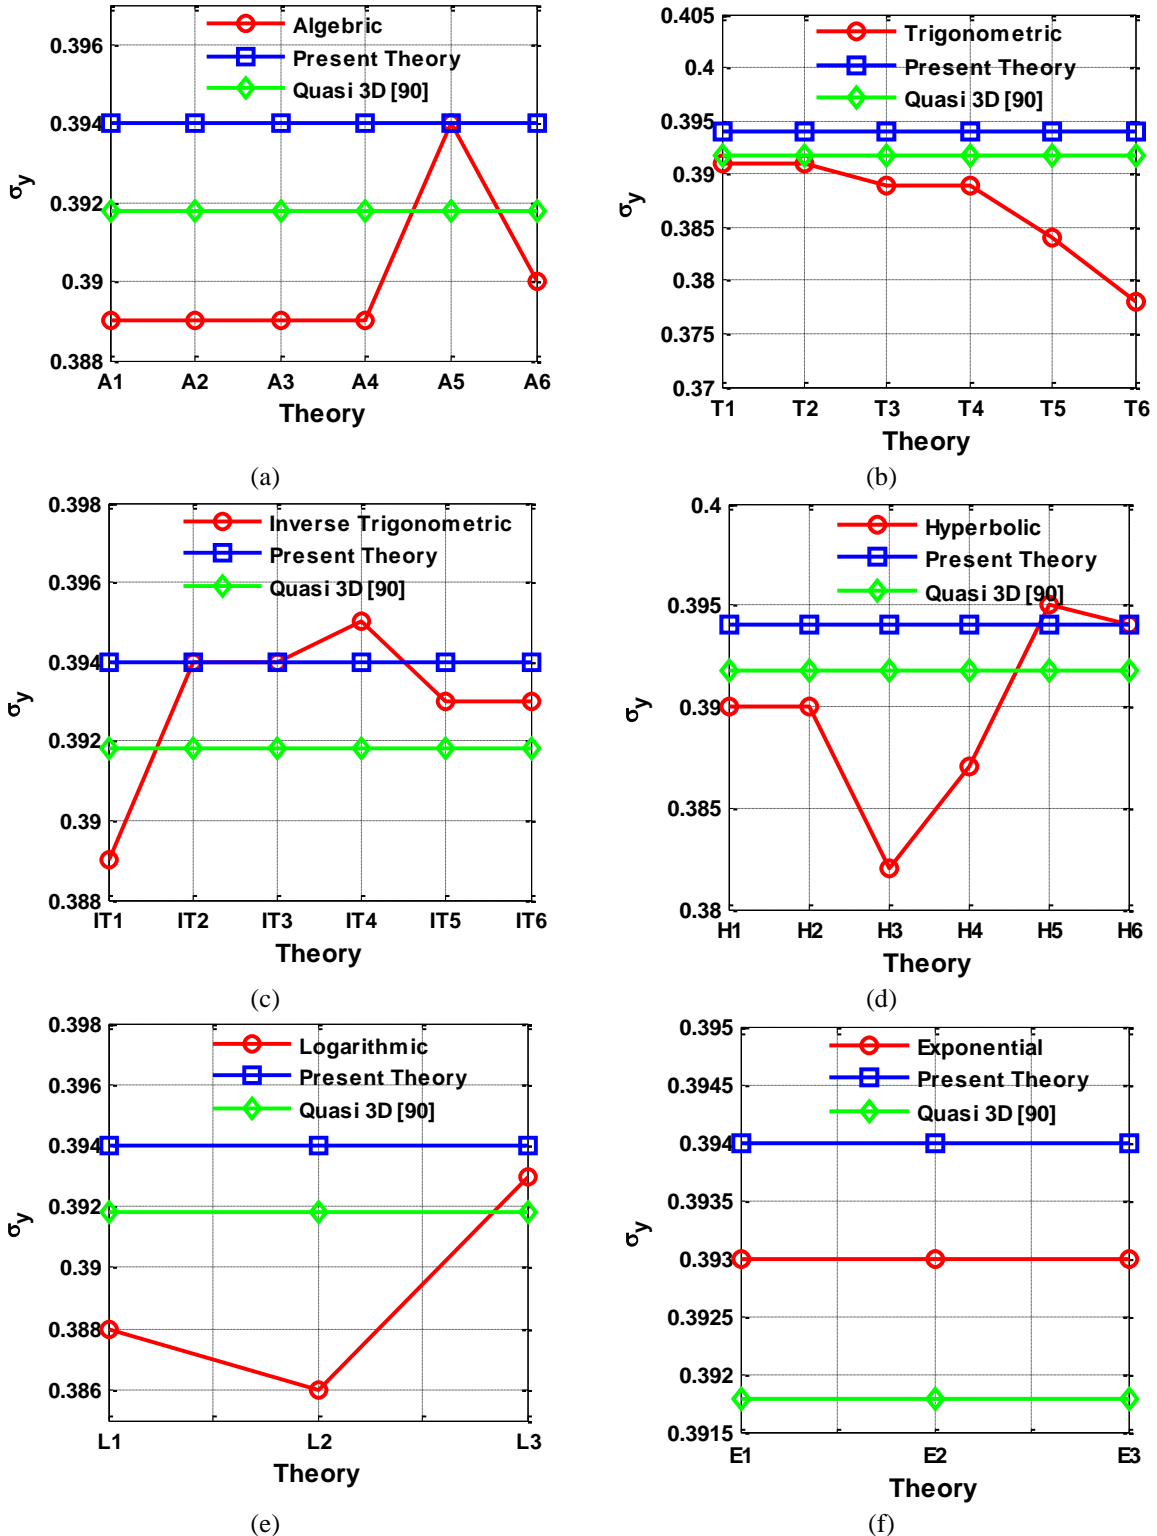 Algebric
Present Theory
Quasi 3D [90]
0.396
0.394
0.392
0.39
0.388
σy
A1 A2 A3 A4 A5 A6
Theory
(a)
Trigonometric
Present Theory
Quasi 3D [90]
0.405
0.4
0.395
0.39
0.385
0.38
0.375
0.37
σy
T1 T2 T3 T4 T5 T6
Theory
(b)
Inverse Trigonometric
Present Theory
Quasi 3D [90]
0.398
0.396
0.394
0.392
0.39
0.388
σy
IT1 IT2 IT3 IT4 IT5 IT6
Theory
(c)
Hyperbolic
Present Theory
Quasi 3D [90]
0.4
0.395
0.39
0.385
0.38
σy
H1 H2 H3 H4 H5 H6
Theory
(d)
Logarithmic
Present Theory
Quasi 3D [90]
0.398
0.396
0.394
0.392
0.39
0.388
0.386
σy
L1 L2 L3
Theory
(e)
Exponential
Present Theory
Quasi 3D [90]
0.395
0.3945
0.394
0.3935
0.393
0.3925
0.392
0.3915
σy
E1 E2 E3
Theory
(f)